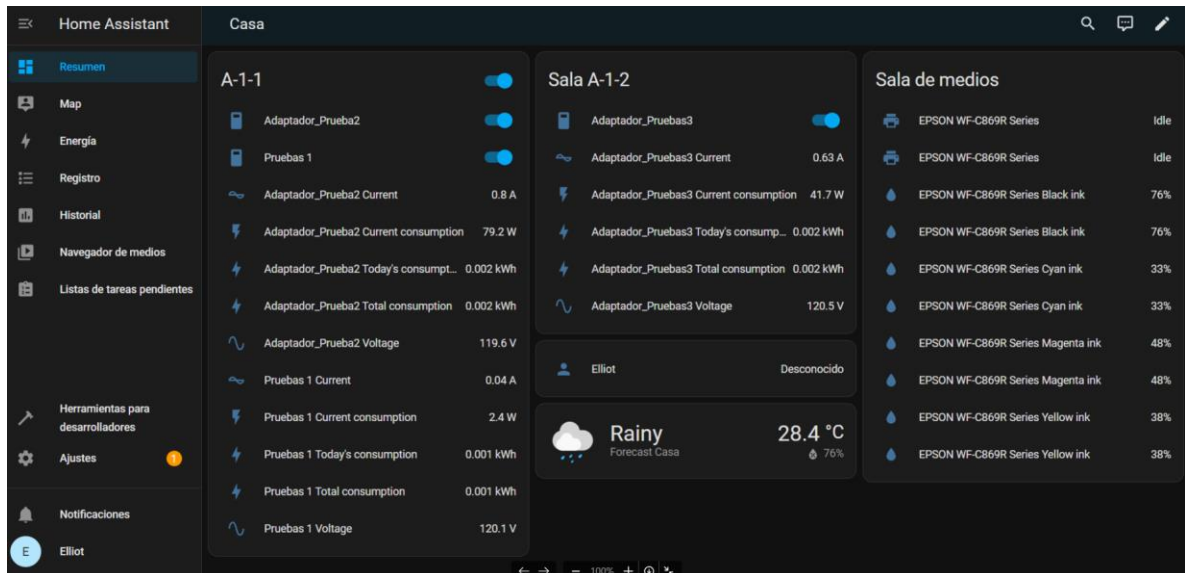 Home Assistant
Resumen
Map
Energía
Registro
Historial
Navegador de medios
Listas de tareas pendientes
Herramientas para
desarrolladores
Ajustes 1
Notificaciones
E Elliot
Casa
A-1-1
Adaptador_Prueba2
Pruebas 1
Adaptador_Prueba2 Current 0.8 A
Adaptador_Prueba2 Current consumption 79.2 W
Adaptador_Prueba2 Today's consumpt... 0.002 kWh
Adaptador_Prueba2 Total consumption 0.002 kWh
Adaptador_Prueba2 Voltage 119.6 V
Pruebas 1 Current 0.04 A
Pruebas 1 Current consumption 2.4 W
Pruebas 1 Today's consumption 0.001 kWh
Pruebas 1 Total consumption 0.001 kWh
Pruebas 1 Voltage 120.1 V
Sala A-1-2
Adaptador_Pruebas3
Adaptador_Pruebas3 Current 0.63 A
Adaptador_Pruebas3 Current consumption 41.7 W
Adaptador_Pruebas3 Today's consump... 0.002 kWh
Adaptador_Pruebas3 Total consumption 0.002 kWh
Adaptador_Pruebas3 Voltage 120.5 V
Elliot Desconocido
Rainy 28.4 °C
Forecast Casa 76%
Sala de medios
EPSON WF-C869R Series Idle
EPSON WF-C869R Series Idle
EPSON WF-C869R Series Black ink 76%
EPSON WF-C869R Series Black ink 76%
EPSON WF-C869R Series Cyan ink 33%
EPSON WF-C869R Series Cyan ink 33%
EPSON WF-C869R Series Magenta ink 48%
EPSON WF-C869R Series Magenta ink 48%
EPSON WF-C869R Series Yellow ink 38%
EPSON WF-C869R Series Yellow ink 38%
100%